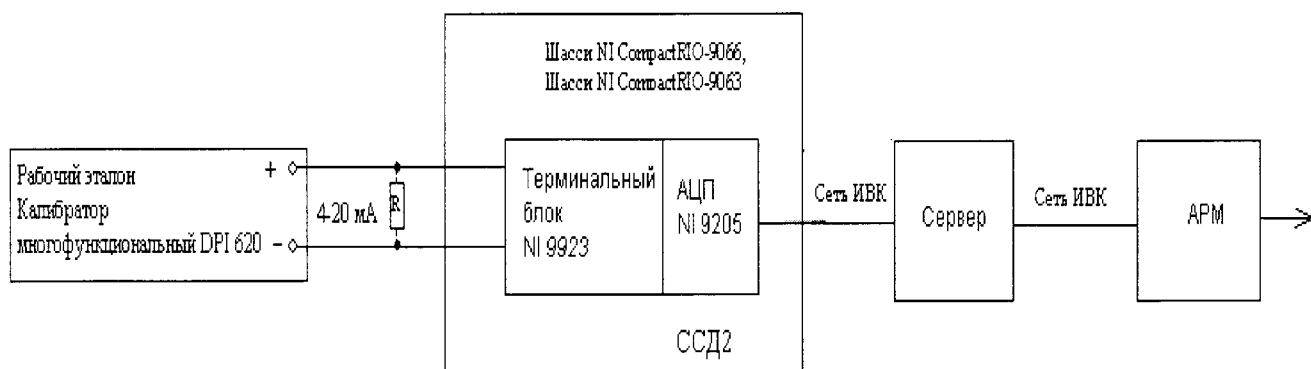 Шасси NI CompactRIO-9066,
Шасси NI CompactRIO-9063
Рабочий эталон
Калибратор
многофункциональный DPI 620
+
−
4-20 мА
R
Терминальный
блок
NI 9923
АЦП
NI 9205
Сеть ИВК
Сервер
Сеть ИВК
АРМ
ССД2